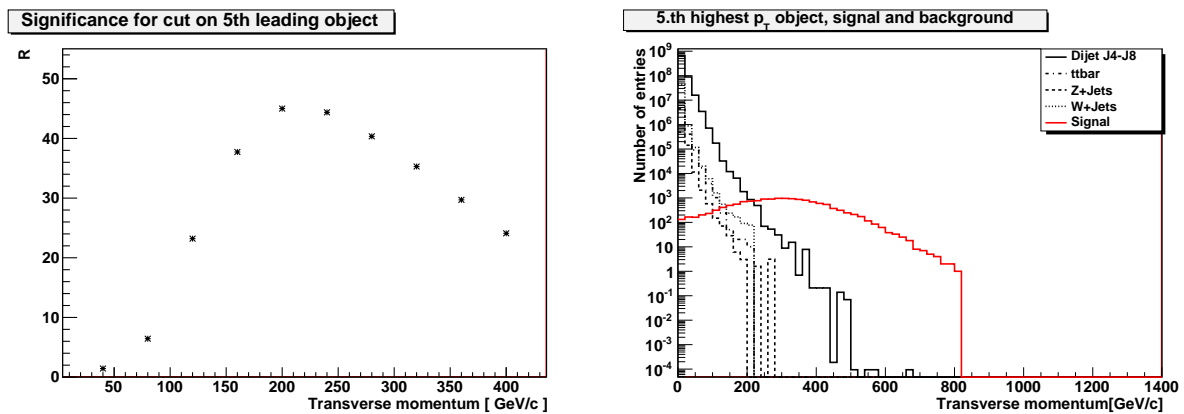 Significance for cut on 5th leading object
R
50
40
30
20
10
0
50 100 150 200 250 300 350 400
Transverse momentum [ GeV/c ]
5.th highest p_T object, signal and background
Number of entries
10^9
10^8
10^7
10^6
10^5
10^4
10^3
10^2
10
1
10^-1
10^-2
10^-3
10^-4
0 200 400 600 800 1000 1200 1400
Transverse momentum[GeV/c]
Dijet J4-J8
ttbar
Z+Jets
W+Jets
Signal